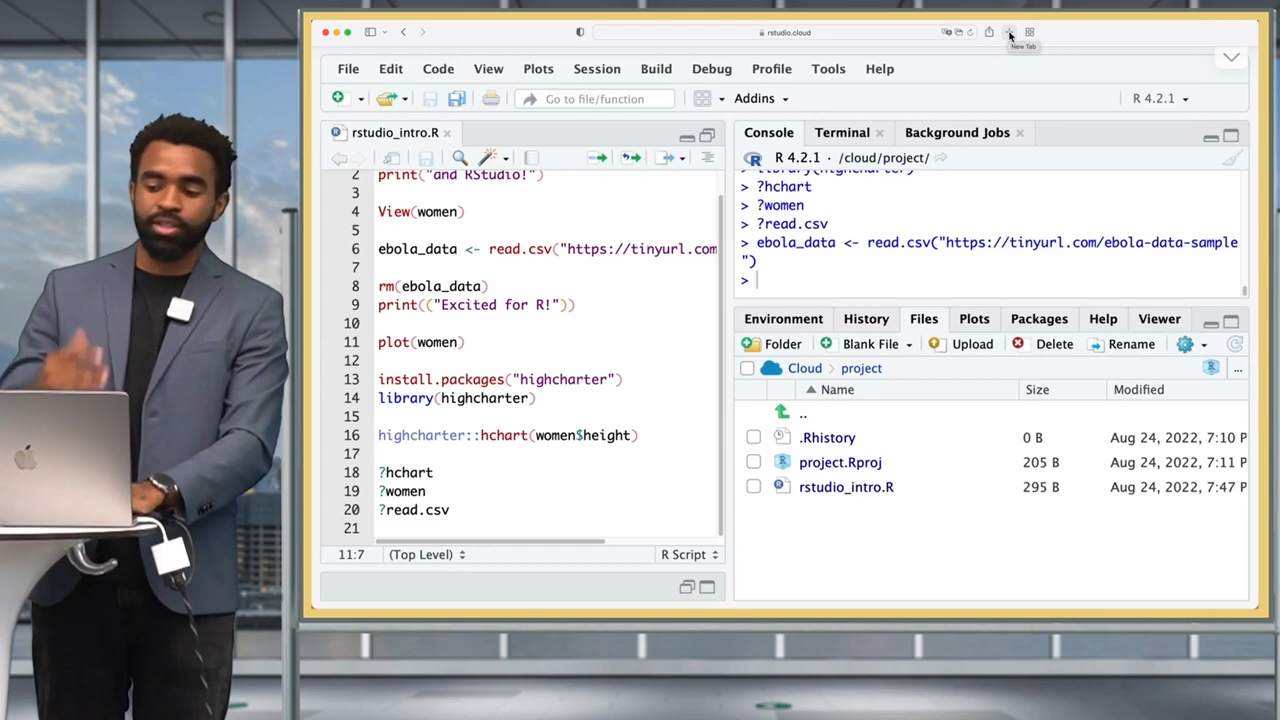 rstudio.cloud
New Tab
File Edit Code View Plots Session Build Debug Profile Tools Help
Go to file/function
Addins
R 4.2.1
rstudio_intro.R
2 print("and RStudio!")
3
4 View(women)
5
6 ebola_data <- read.csv("https://tinyurl.com
7
8 rm(ebola_data)
9 print(("Excited for R!"))
10
11 plot(women)
12
13 install.packages("highcharter")
14 library(highcharter)
15
16 highcharter::hchart(women$height)
17
18 ?hchart
19 ?women
20 ?read.csv
21
11:7 (Top Level) R Script
Console Terminal Background Jobs
R 4.2.1 · /cloud/project/
> library(highcharter)
> ?hchart
> ?women
> ?read.csv
> ebola_data <- read.csv("https://tinyurl.com/ebola-data-sample
")
>
Environment History Files Plots Packages Help Viewer
Folder Blank File Upload Delete Rename
Cloud project R ...
Name Size Modified
..
.Rhistory 0 B Aug 24, 2022, 7:10 P
project.Rproj 205 B Aug 24, 2022, 7:11 P
rstudio_intro.R 295 B Aug 24, 2022, 7:47 P